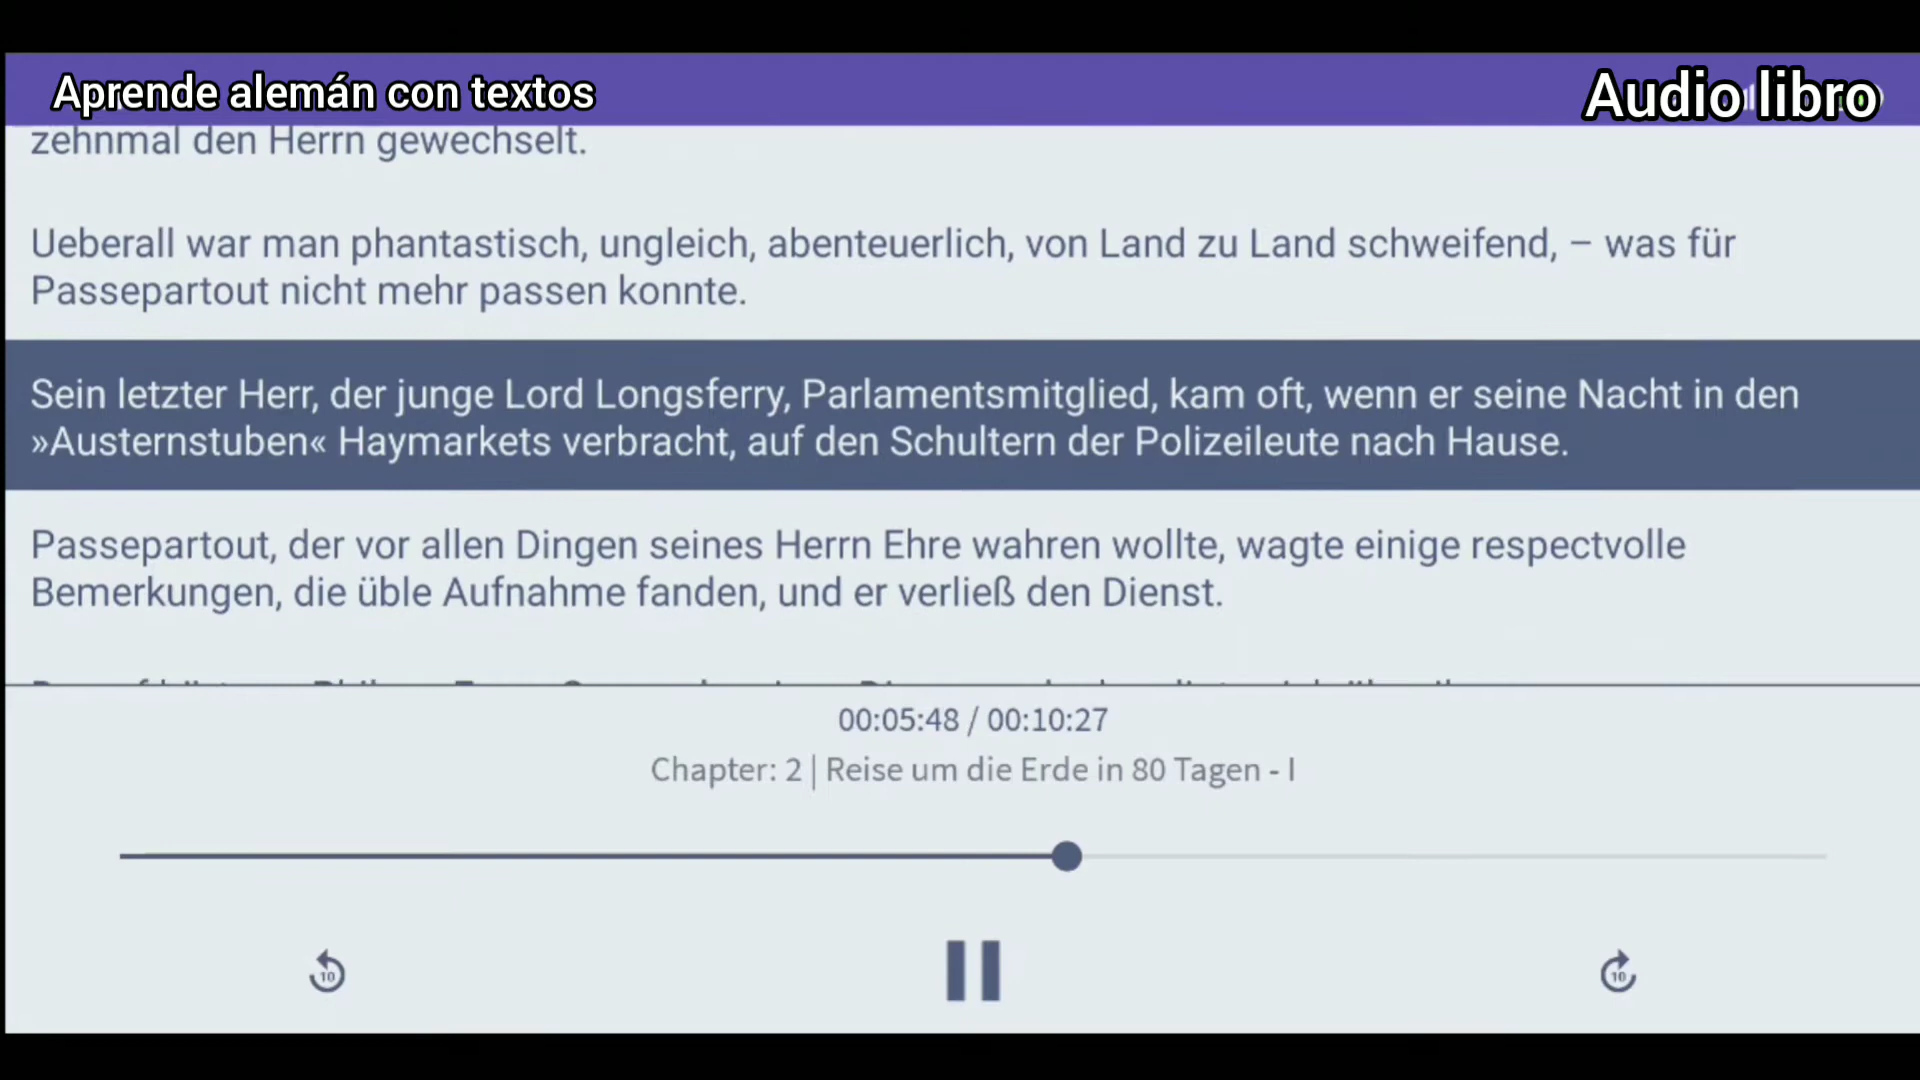 Aprende alemán con textos
Audio libro
zehnmal den Herrn gewechselt.
Ueberall war man phantastisch, ungleich, abenteuerlich, von Land zu Land schweifend, – was für
Passepartout nicht mehr passen konnte.
Sein letzter Herr, der junge Lord Longsferry, Parlamentsmitglied, kam oft, wenn er seine Nacht in den
»Austernstuben« Haymarkets verbracht, auf den Schultern der Polizeileute nach Hause.
Passepartout, der vor allen Dingen seines Herrn Ehre wahren wollte, wagte einige respectvolle
Bemerkungen, die üble Aufnahme fanden, und er verließ den Dienst.
00:05:48 / 00:10:27
Chapter: 2 | Reise um die Erde in 80 Tagen - I
10
10